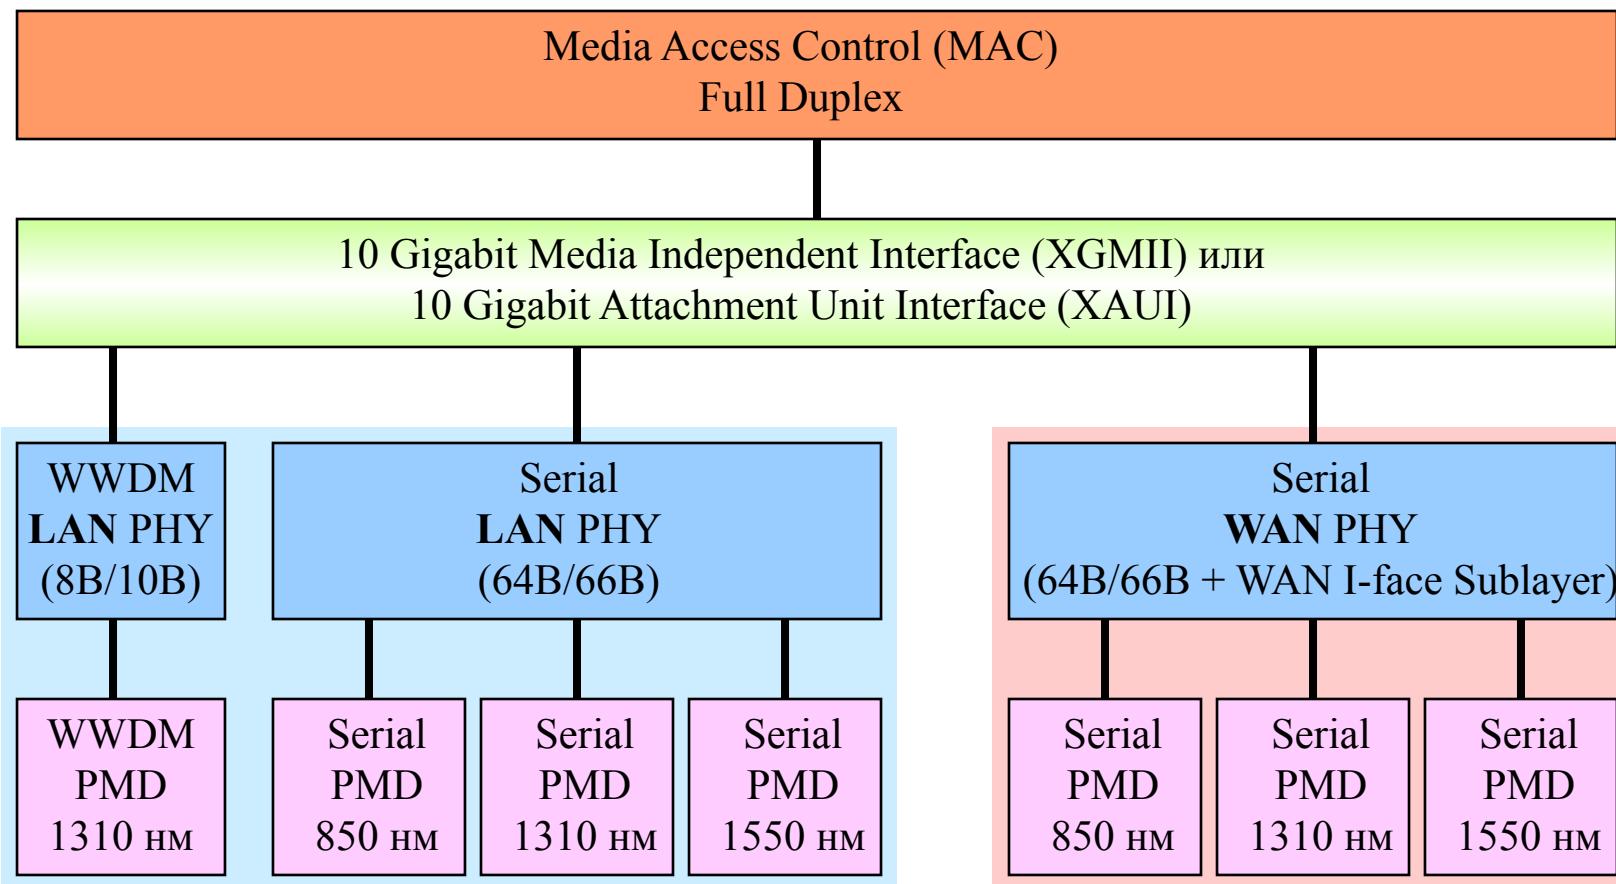 Media Access Control (MAC)
Full Duplex
10 Gigabit Media Independent Interface (XGMII) или
10 Gigabit Attachment Unit Interface (XAUI)
WWDM
LAN PHY
(8B/10B)
Serial
LAN PHY
(64B/66B)
Serial
WAN PHY
(64B/66B + WAN I-face Sublayer)
WWDM
PMD
1310 нм
Serial
PMD
850 нм
Serial
PMD
1310 нм
Serial
PMD
1550 нм
Serial
PMD
850 нм
Serial
PMD
1310 нм
Serial
PMD
1550 нм